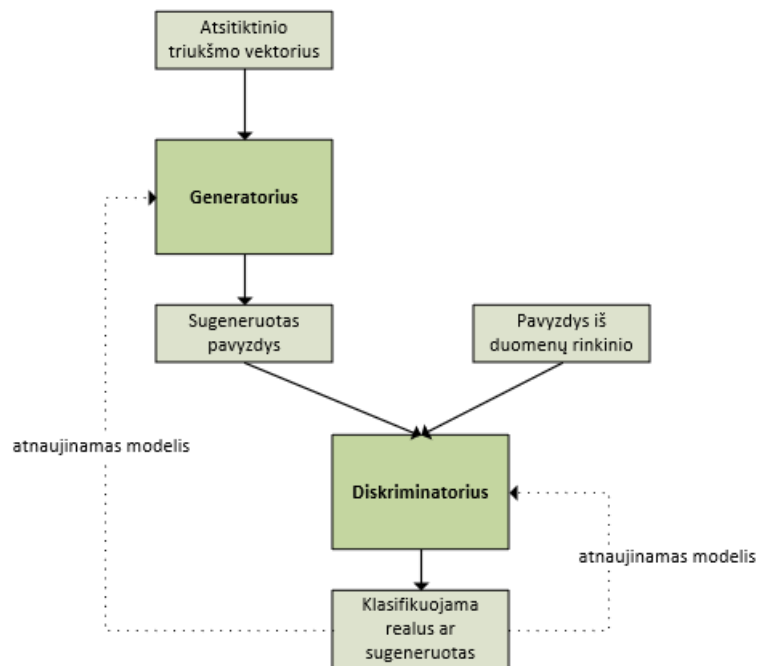 Atsitiktinio
triukšmo vektorius
Generatorius
Sugeneruotas
pavyzdys
Pavyzdys iš
duomenų rinkinio
atnaujinamas modelis
Diskriminatorius
atnaujinamas modelis
Klasifikuojama
realus ar
sugeneruotas